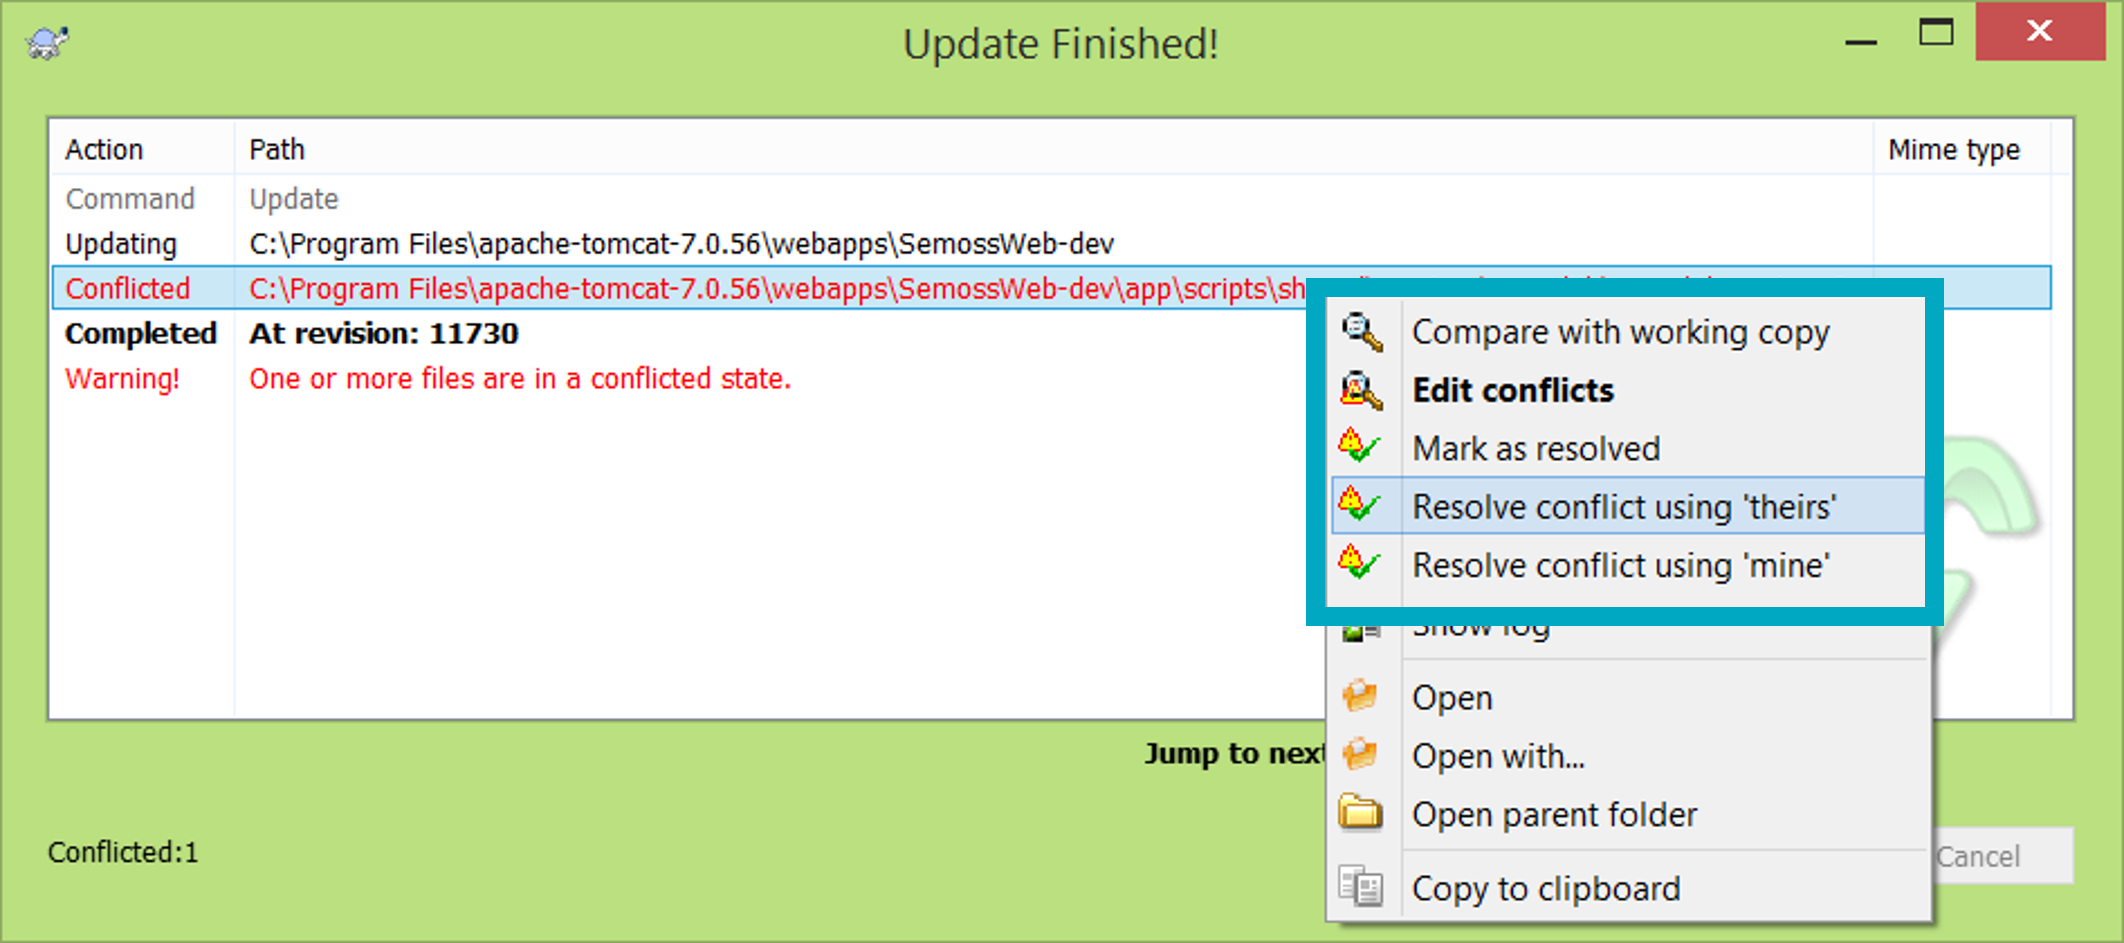 Update Finished!
Action Path Mime type
Command Update
Updating C:\Program Files\apache-tomcat-7.0.56\webapps\SemossWeb-dev
Conflicted C:\Program Files\apache-tomcat-7.0.56\webapps\SemossWeb-dev\app\scripts\sh
Completed At revision: 11730
Warning! One or more files are in a conflicted state.
Compare with working copy
Edit conflicts
Mark as resolved
Resolve conflict using 'theirs'
Resolve conflict using 'mine'
Show log
Open
Open with...
Open parent folder
Copy to clipboard
Jump to next
Conflicted:1
Cancel